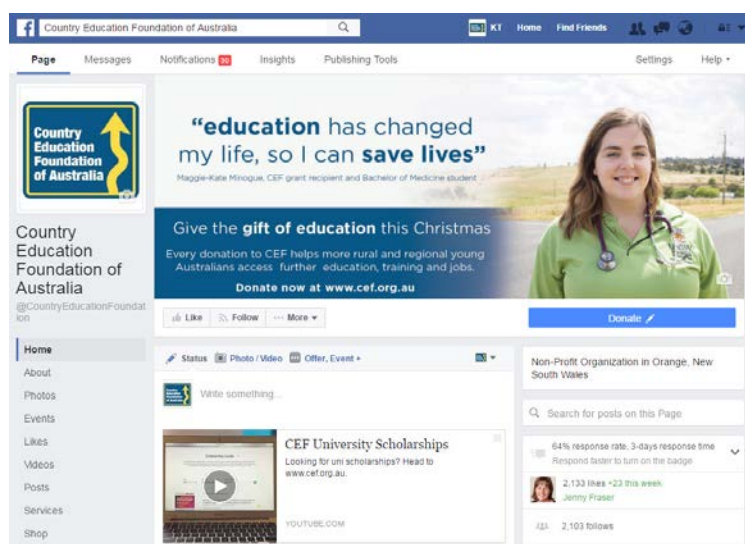 Country Education Foundation of Australia
KT Home Find Friends
Page Messages Notifications 30 Insights Publishing Tools Settings Help
Country
Education
Foundation
of Australia
“education has changed
my life, so I can save lives”
Maggie-Kate Minogue, CEF grant recipient and Bachelor of Medicine student
Give the gift of education this Christmas
Every donation to CEF helps more rural and regional young
Australians access further education, training and jobs.
Donate now at www.cef.org.au
Country
Education
Foundation of
Australia
@CountryEducationFoundat
ion
Like Follow More
Donate
Home
About
Photos
Events
Likes
Videos
Posts
Services
Shop
Status Photo / Video Offer, Event +
Write something...
CEF University Scholarships
Looking for uni scholarships? Head to
www.cef.org.au.
YOUTUBE.COM
Non-Profit Organization in Orange, New
South Wales
Search for posts on this Page
64% response rate, 3-days response time
Respond faster to turn on the badge
2,133 likes +23 this week
Jenny Fraser
2,103 follows